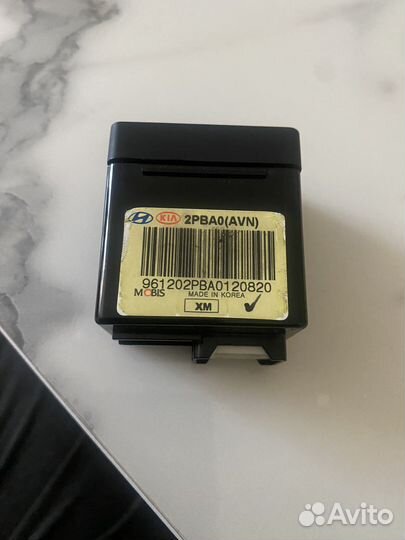 KIA 2PBA0(AVN)
961202PBA0120820
MOBIS MADE IN KOREA
XM
Avito